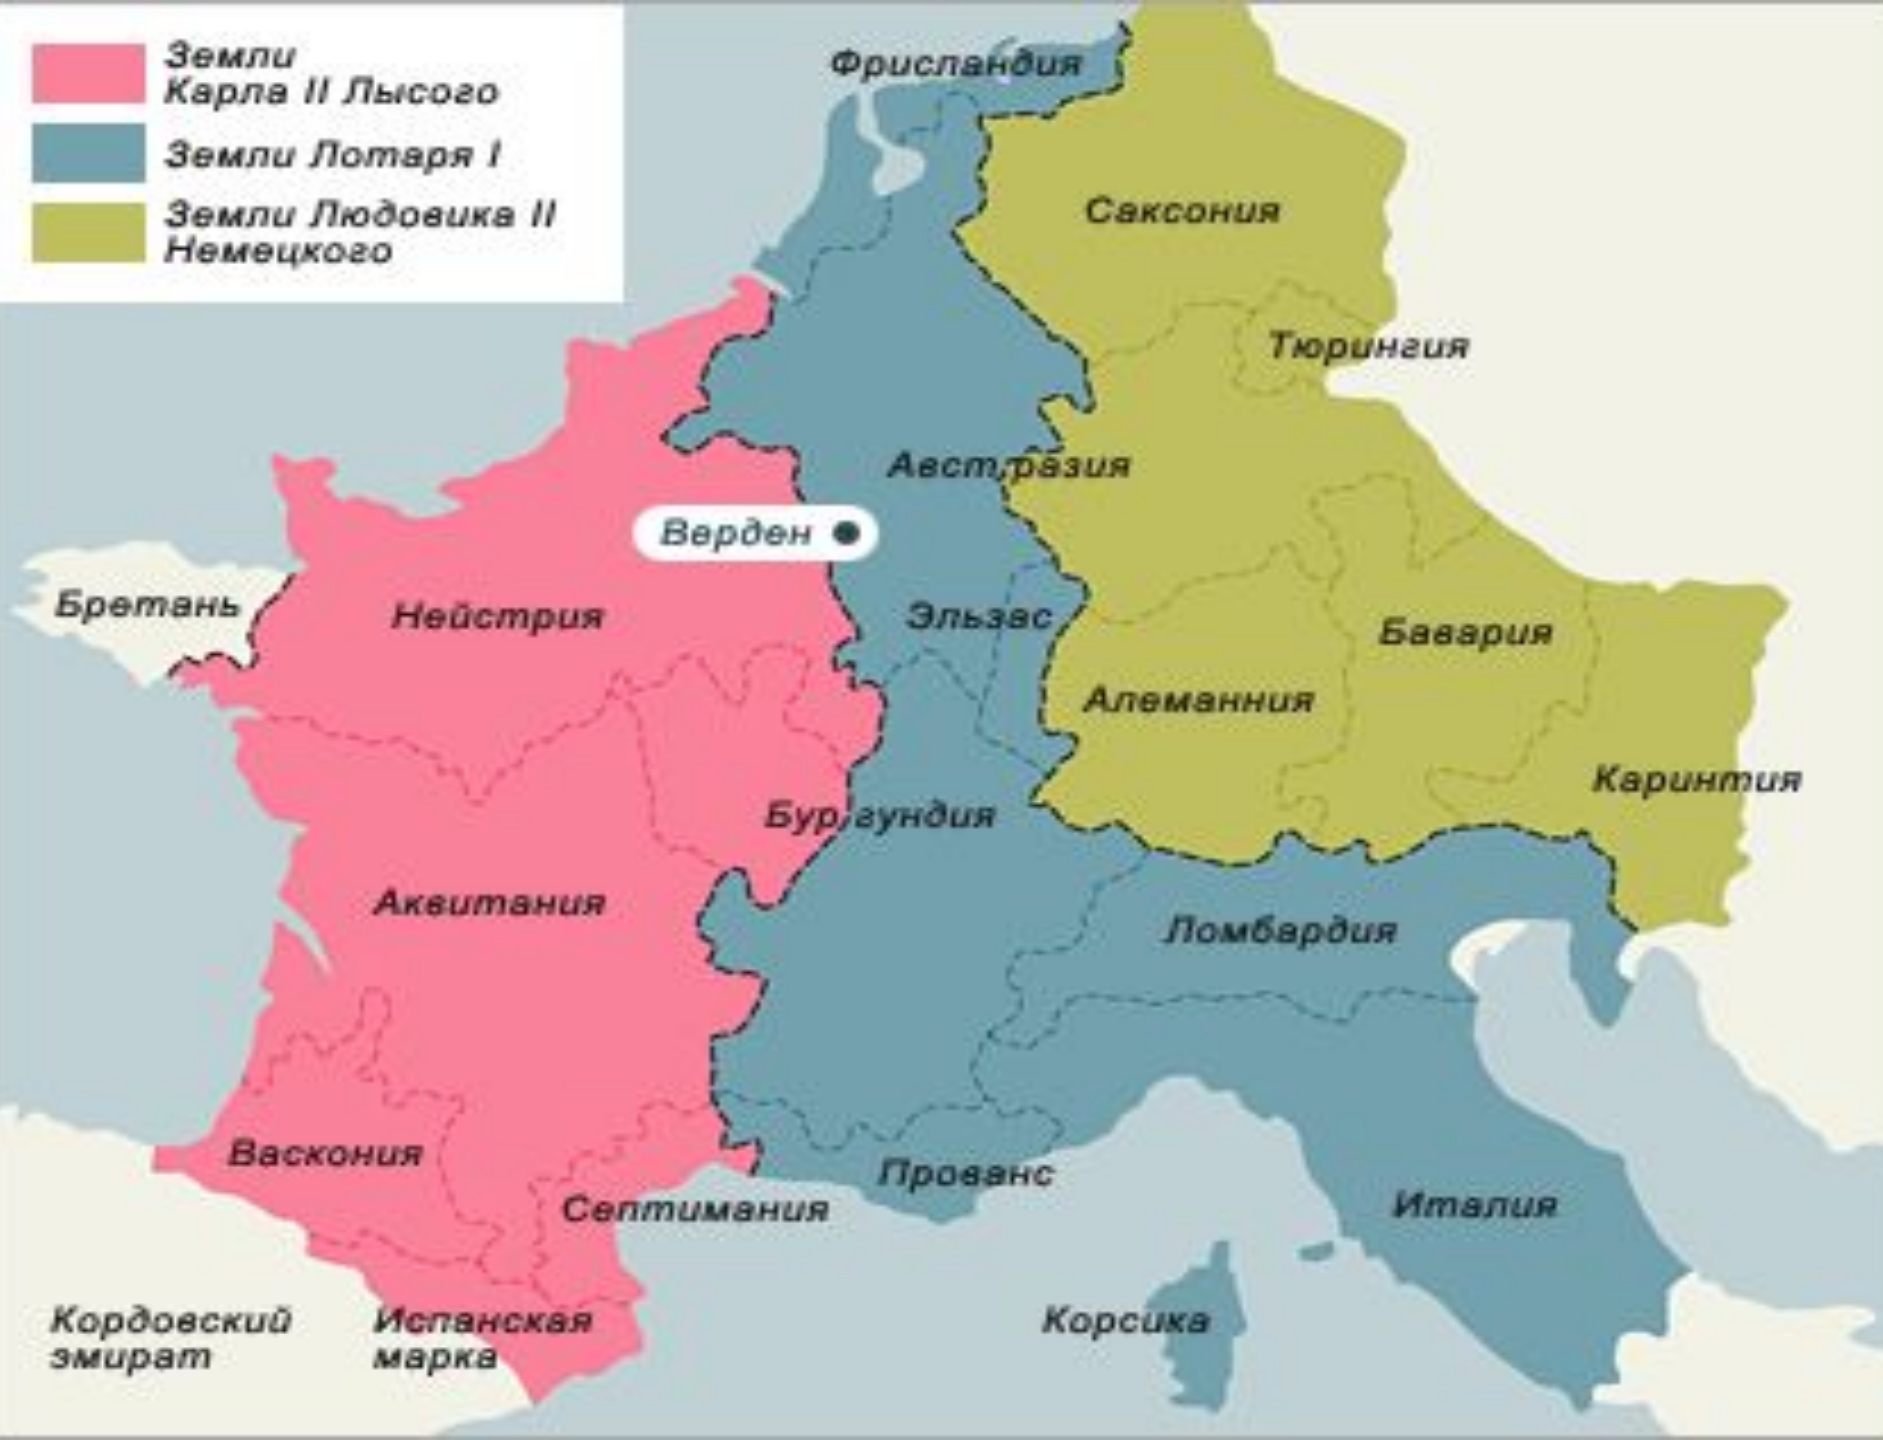 Земли
Карла II Лысого
Земли Лотаря I
Земли Людовика II
Немецкого
Фрисландия
Саксония
Тюрингия
Австразия
Верден
Бретань
Нейстрия
Эльзас
Бавария
Алеманния
Каринтия
Бургундия
Аквитания
Ломбардия
Васкония
Прованс
Септимания
Италия
Кордовский
эмират
Испанская
марка
Корсика